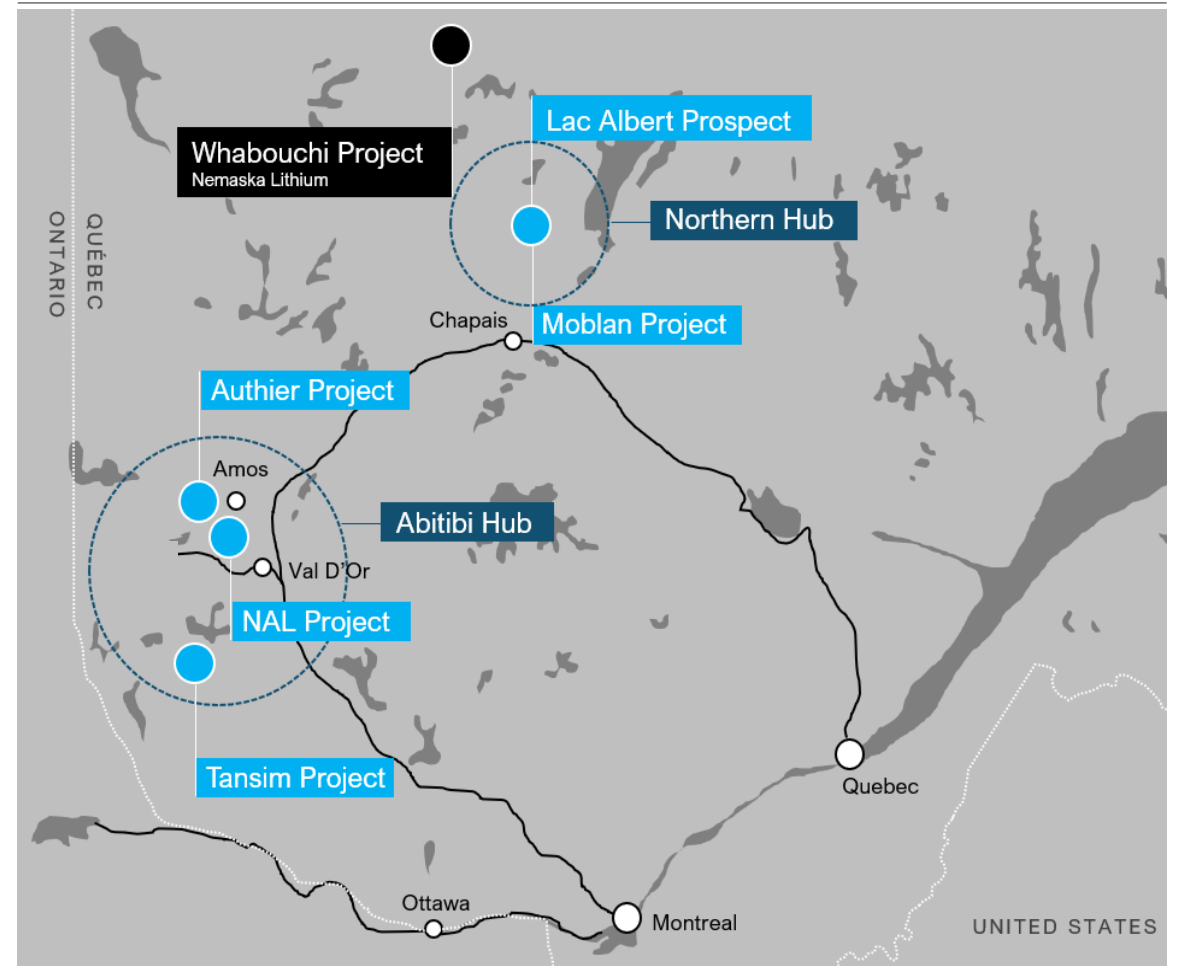 Lac Albert Prospect
Whabouchi Project
Nemaska Lithium
Northern Hub
QUÉBEC
ONTARIO
Chapais
Moblan Project
Authier Project
Amos
Abitibi Hub
Val D'Or
NAL Project
Tansim Project
Quebec
Ottawa
Montreal
UNITED STATES